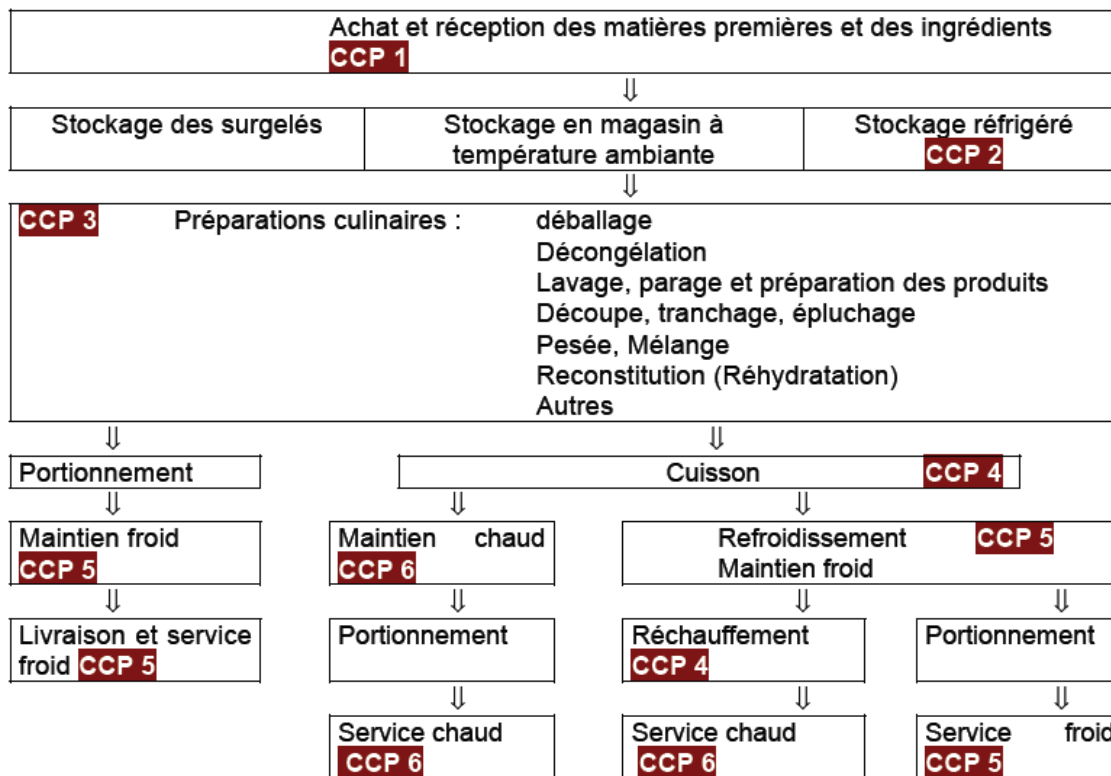 Achat et réception des matières premières et des ingrédients
CCP 1
⇓
Stockage des surgelés
Stockage en magasin à
température ambiante
Stockage réfrigéré
CCP 2
⇓
CCP 3 Préparations culinaires : déballage
Décongélation
Lavage, parage et préparation des produits
Découpe, tranchage, épluchage
Pesée, Mélange
Reconstitution (Réhydratation)
Autres
⇓ ⇓
Portionnement
Cuisson CCP 4
⇓ ⇓ ⇓
Maintien froid
CCP 5
Maintien chaud
CCP 6
Refroidissement CCP 5
Maintien froid
⇓ ⇓ ⇓ ⇓
Livraison et service
froid CCP 5
Portionnement
Réchauffement
CCP 4
Portionnement
⇓ ⇓ ⇓
Service chaud
CCP 6
Service chaud
CCP 6
Service froid
CCP 5